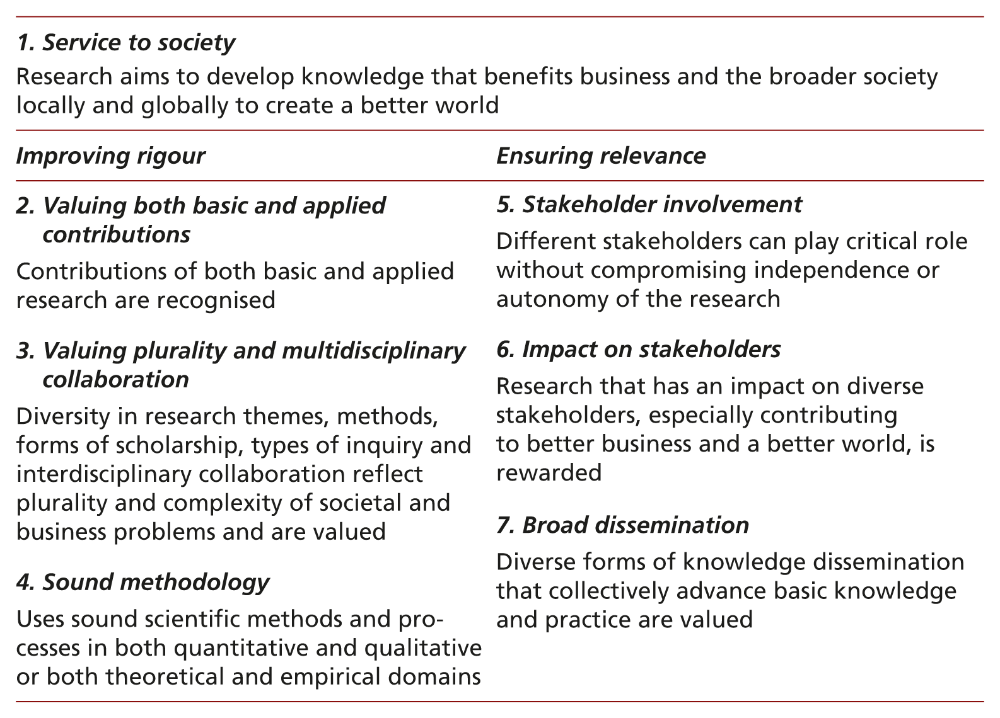 1. Service to society
Research aims to develop knowledge that benefits business and the broader society
locally and globally to create a better world
Improving rigour
Ensuring relevance
2. Valuing both basic and applied
contributions
Contributions of both basic and applied
research are recognised
3. Valuing plurality and multidisciplinary
collaboration
Diversity in research themes, methods,
forms of scholarship, types of inquiry and
interdisciplinary collaboration reflect
plurality and complexity of societal and
business problems and are valued
4. Sound methodology
Uses sound scientific methods and pro-
cesses in both quantitative and qualitative
or both theoretical and empirical domains
5. Stakeholder involvement
Different stakeholders can play critical role
without compromising independence or
autonomy of the research
6. Impact on stakeholders
Research that has an impact on diverse
stakeholders, especially contributing
to better business and a better world, is
rewarded
7. Broad dissemination
Diverse forms of knowledge dissemination
that collectively advance basic knowledge
and practice are valued